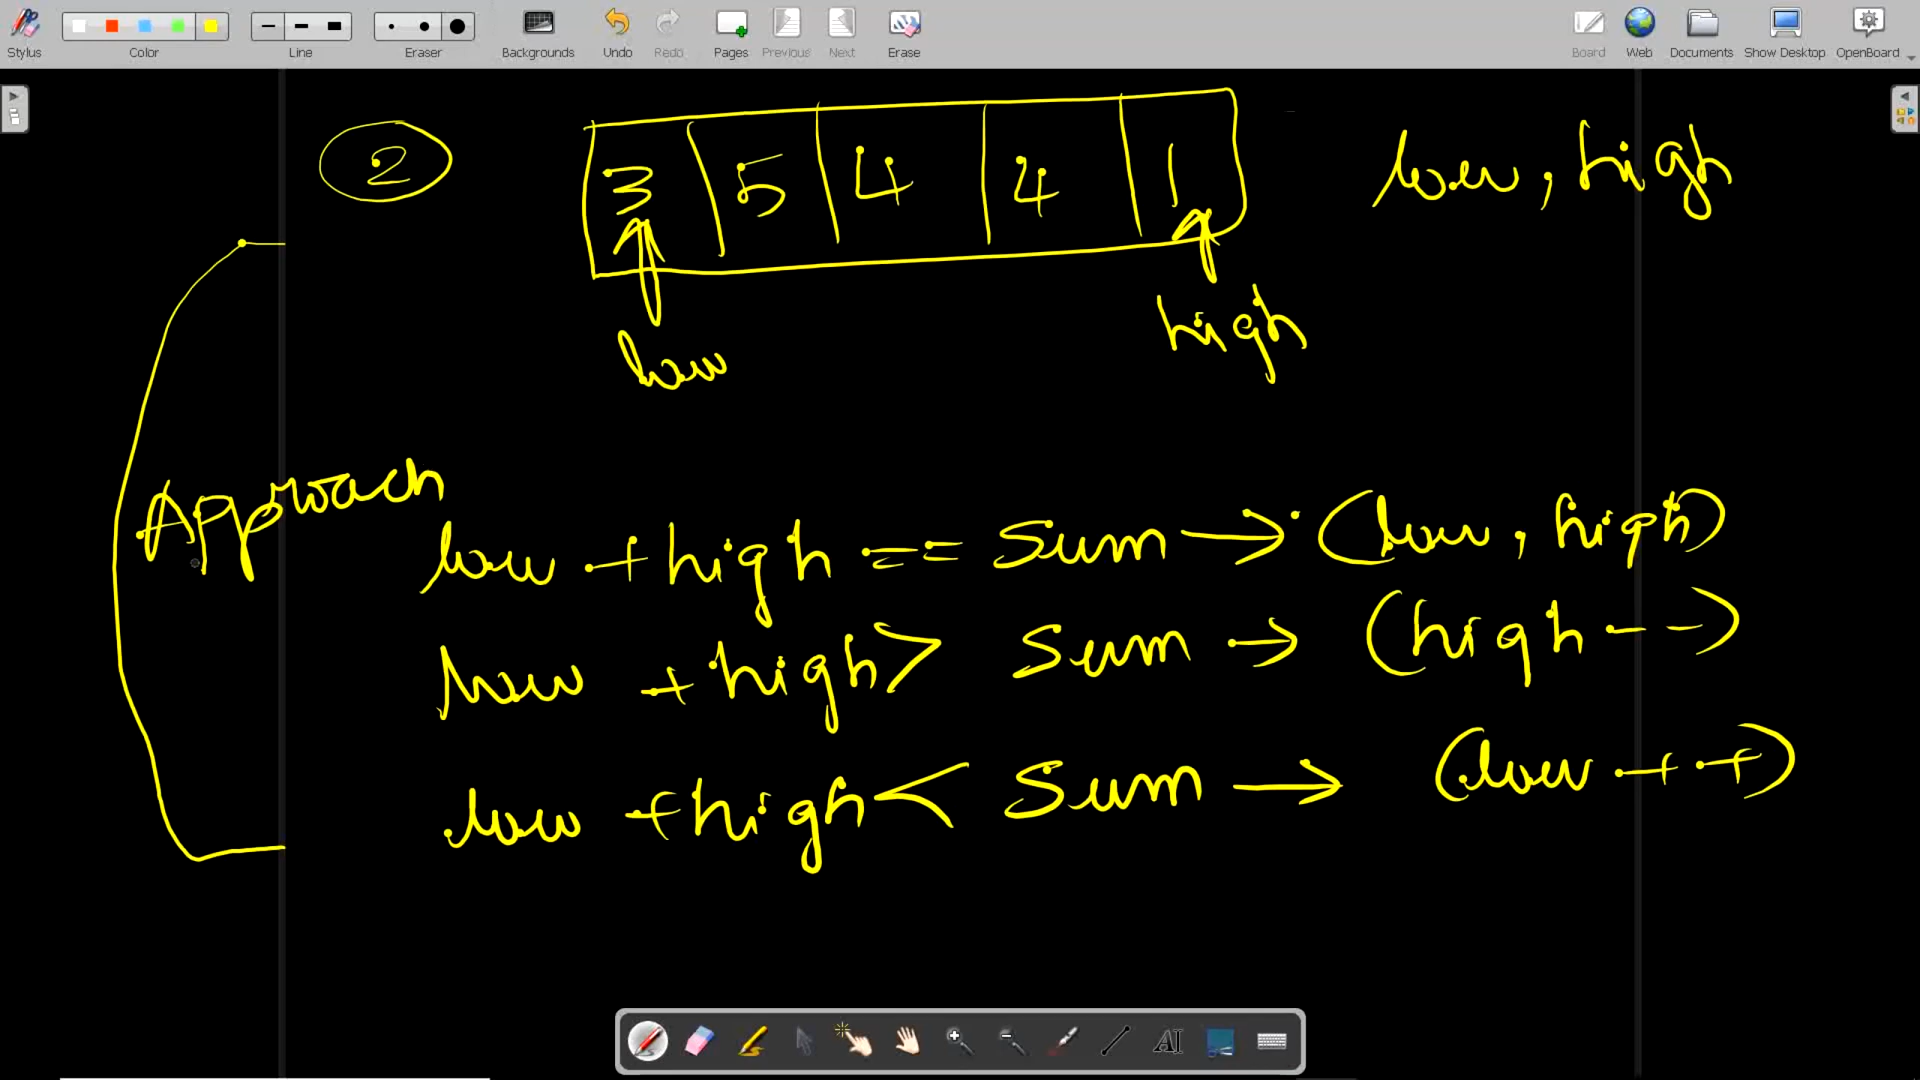 Stylus Color Line Eraser Backgrounds Undo Redo Pages Previous Next Erase Board Web Documents Show Desktop OpenBoard
2 3 5 4 4 1 low, high
low high
Approach
low + high == sum → (low, high)
low + high > sum → (high --)
low + high < sum → (low ++)
AI